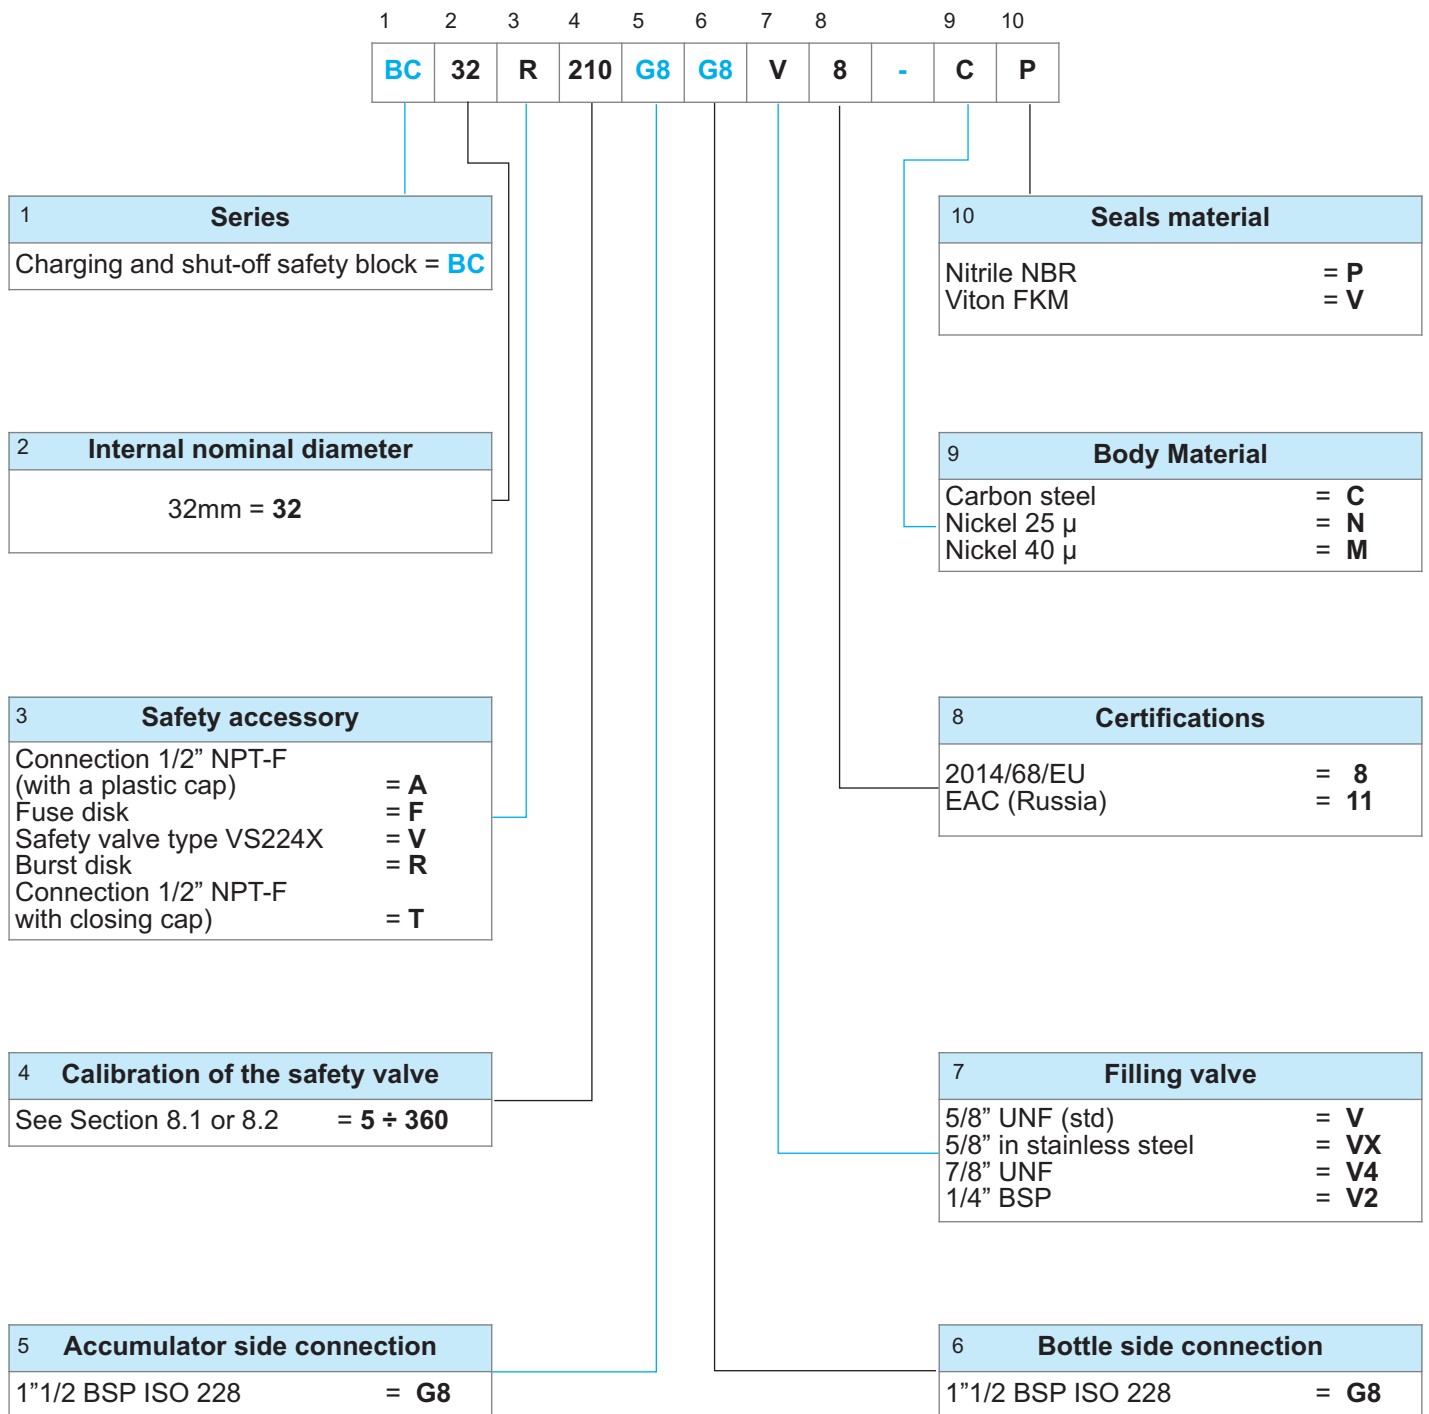 1 2 3 4 5 6 7 8 9 10
BC 32 R 210 G8 G8 V 8 - C P
1 Series
Charging and shut-off safety block = BC
10 Seals material
Nitrile NBR = P
Viton FKM = V
2 Internal nominal diameter
32mm = 32
9 Body Material
Carbon steel = C
Nickel 25 µ = N
Nickel 40 µ = M
3 Safety accessory
Connection 1/2” NPT-F
(with a plastic cap) = A
Fuse disk = F
Safety valve type VS224X = V
Burst disk = R
Connection 1/2” NPT-F
with closing cap) = T
8 Certifications
2014/68/EU = 8
EAC (Russia) = 11
4 Calibration of the safety valve
See Section 8.1 or 8.2 = 5 ÷ 360
7 Filling valve
5/8” UNF (std) = V
5/8” in stainless steel = VX
7/8” UNF = V4
1/4” BSP = V2
5 Accumulator side connection
1”1/2 BSP ISO 228 = G8
6 Bottle side connection
1”1/2 BSP ISO 228 = G8